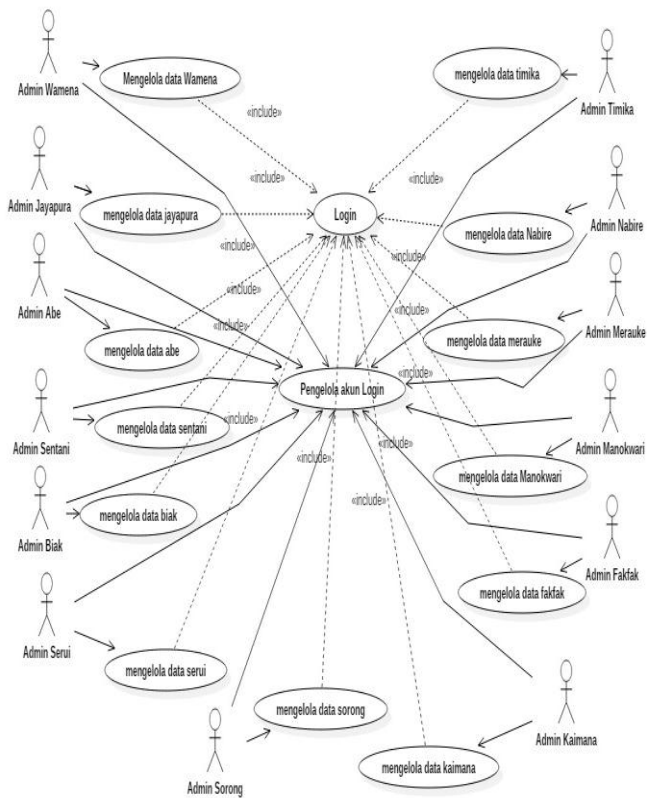 Admin Wamena
Mengelola data Wamena
mengelola data timika
Admin Timika
«include»
«include»
«include»
Admin Jayapura
mengelola data jayapura
Login
mengelola data Nabire
Admin Nabire
«include»
«include»
«include»
Admin Abe
«include»
«include»
mengelola data abe
mengelola data merauke
Admin Merauke
«include»
Pengelola akun Login
Admin Sentani
mengelola data sentani
«include»
«include»
Admin Manokwari
«include»
mengelola data Manokwari
«include»
Admin Biak
mengelola data biak
Admin Fakfak
mengelola data fakfak
Admin Serui
mengelola data serui
mengelola data sorong
Admin Sorong
Admin Kaimana
mengelola data kaimana